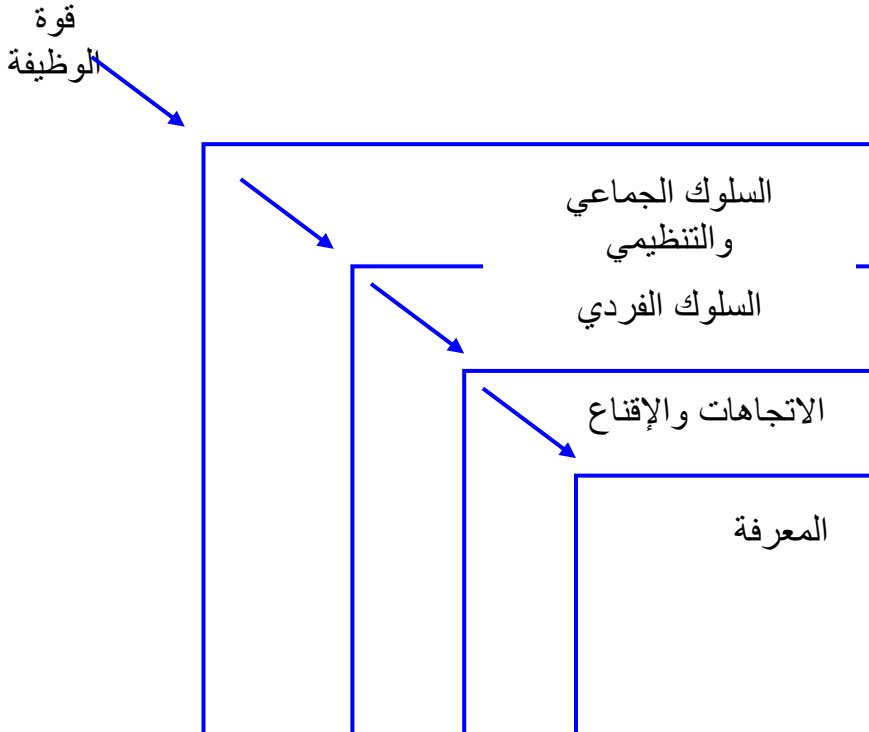 قوة
الوظيفة
السلوك الجماعي
والتنظيمي
السلوك الفردي
الاتجاهات والإقناع
المعرفة